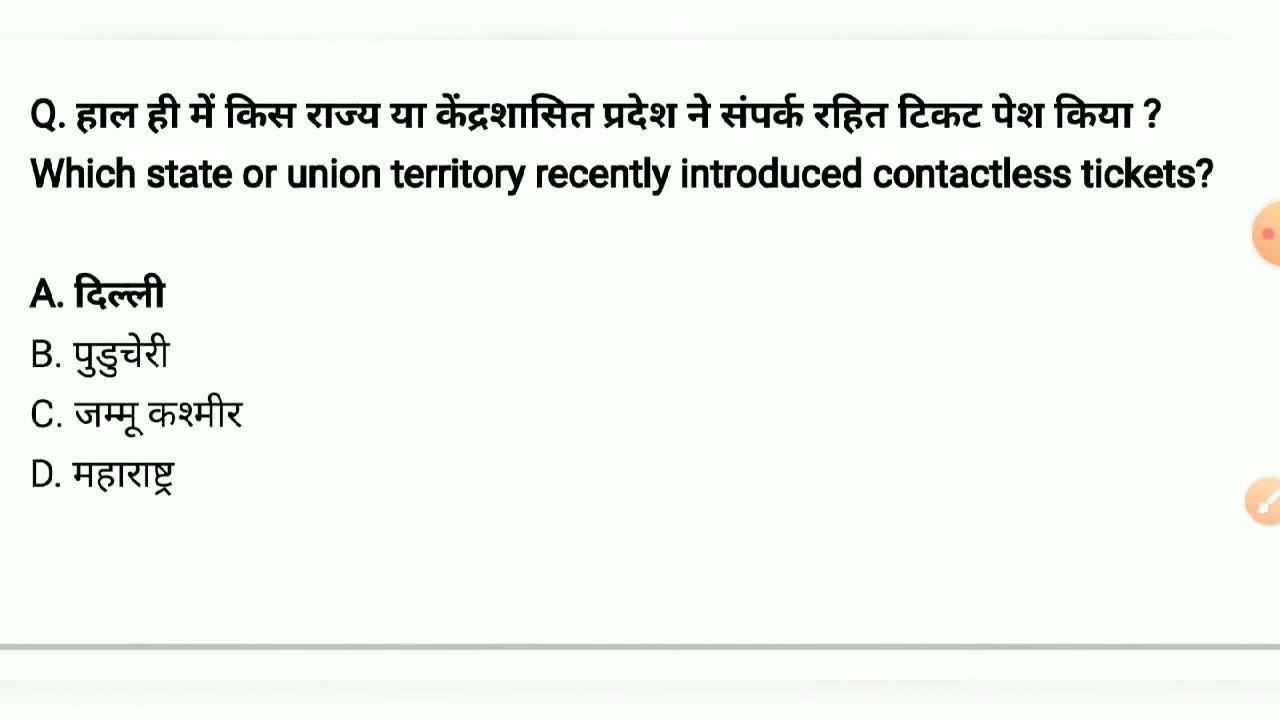 Q. हाल ही में किस राज्य या केंद्रशासित प्रदेश ने संपर्क रहित टिकट पेश किया ?
Which state or union territory recently introduced contactless tickets?
A. दिल्ली
B. पुडुचेरी
C. जम्मू कश्मीर
D. महाराष्ट्र